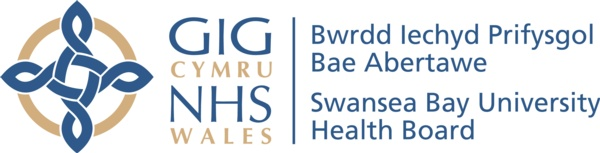 GIG
CYMRU
NHS
WALES
Bwrdd Iechyd Prifysgol
Bae Abertawe
Swansea Bay University
Health Board